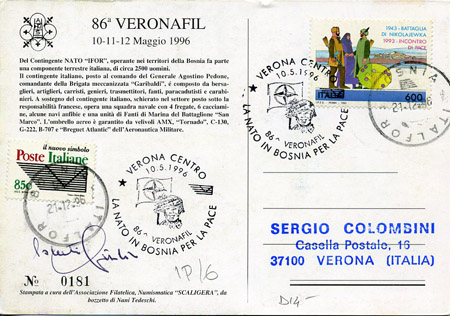 86ª VERONAFIL
10-11-12 Maggio 1996
Del Contingente NATO "IFOR", operante nei territori della Bosnia fa parte
una componente terrestre italiana, di circa 2500 uomini.
Il contingente italiano, posto al comando del Generale Agostino Pedone,
comandante della Brigata meccanizzata "Garibaldi", è composto da bersa-
glieri, artiglieri, carristi, genieri, trasmettitori, fanti, paracadutisti e carabi-
nieri. A sostegno del contingente italiano, schierato nel settore posto sotto la
responsabilità francese, opera una squadra navale con 4 fregate, 6 cacciami-
ne, alcune navi anfibie e una unità di Fanti di Marina del Battaglione "San
Marco". L'ombrello aereo è garantito da velivoli AMX, "Tornado", C-130,
G-222, B-707 e "Breguet Atlantic" dell'Aeronautica Militare.
1943 - BATTAGLIA
DI NIKOLAJEWKA
1993 - INCONTRO
DI PACE
ITALIA 600
VERONA CENTRO
10.5.1996
86ª VERONAFIL
LA NATO IN BOSNIA PER LA PACE
ITALFOR
il nuovo simbolo
Poste Italiane
850
21-12-96
ITALFOR
VERONA CENTRO
10.5.1996
86ª VERONAFIL
LA NATO IN BOSNIA PER LA PACE
SERGIO COLOMBINI
Casella Postale, 16
37100 VERONA (ITALIA)
Nº 0181
1P/6
D14-
Stampata a cura dell'Associazione Filatelica, Numismatica "SCALIGERA", da
bozzetto di Nani Tedeschi.